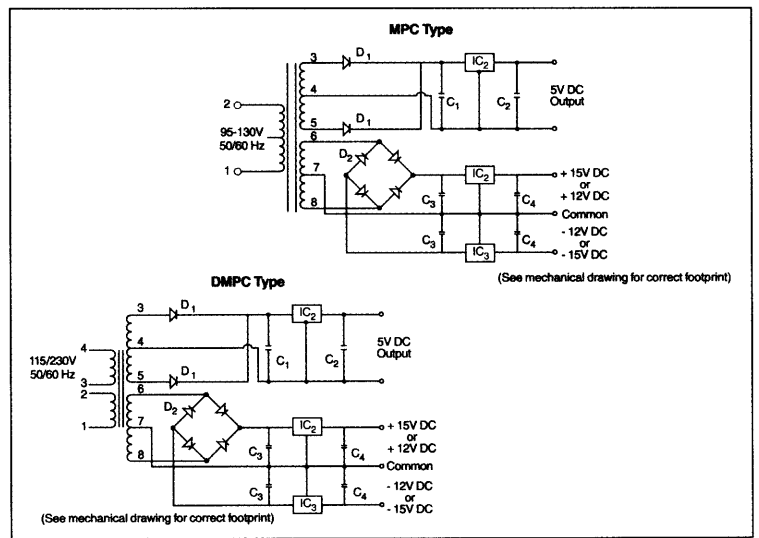 MPC Type
3
D1
IC2
4
C1
C2
5V DC
Output
2
5
D1
95-130V
50/60 Hz
6
D2
1
7
IC2
+ 15V DC
or
+ 12V DC
C3
C4
8
Common
C3
C4
- 12V DC
or
- 15V DC
IC3
(See mechanical drawing for correct footprint)
DMPC Type
3
D1
IC2
4
4
C1
C2
5V DC
Output
115/230V
50/60 Hz
3
5
D1
2
6
D2
1
7
IC2
+ 15V DC
or
+ 12V DC
C3
C4
8
Common
C3
C4
- 12V DC
or
- 15V DC
IC3
(See mechanical drawing for correct footprint)